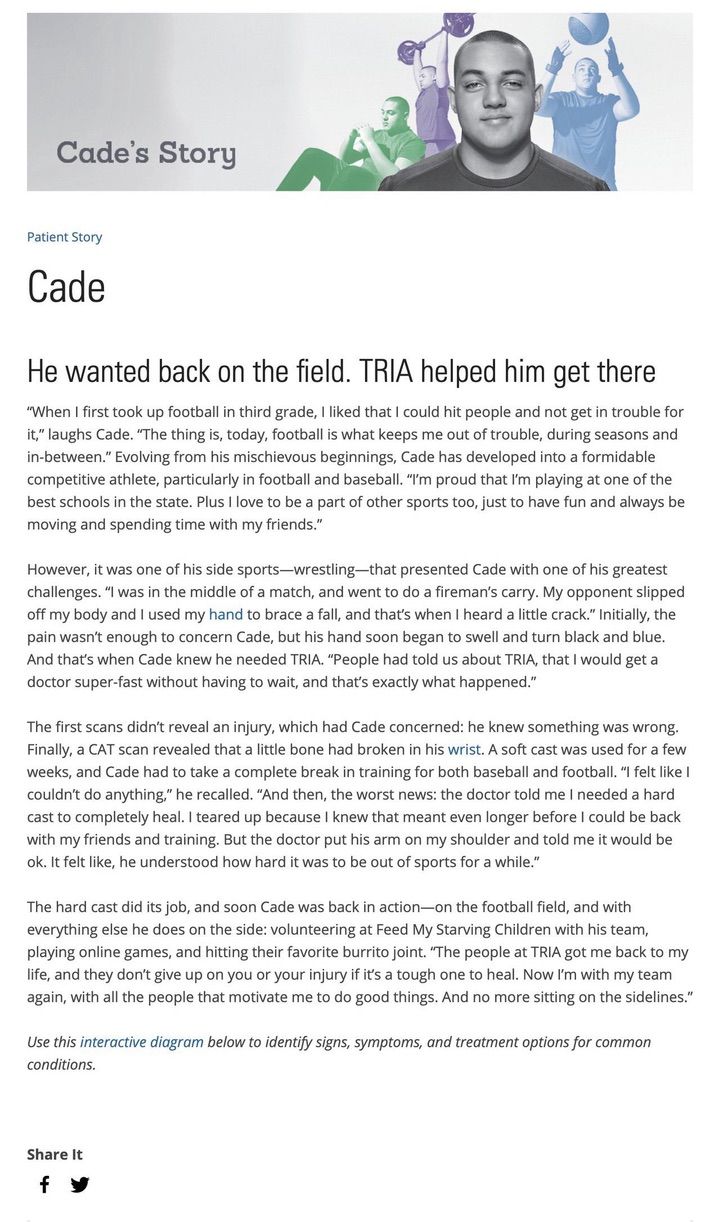 Cade’s Story
Patient Story
Cade
He wanted back on the field. TRIA helped him get there
“When I first took up football in third grade, I liked that I could hit people and not get in trouble for
it,” laughs Cade. “The thing is, today, football is what keeps me out of trouble, during seasons and
in-between.” Evolving from his mischievous beginnings, Cade has developed into a formidable
competitive athlete, particularly in football and baseball. “I’m proud that I’m playing at one of the
best schools in the state. Plus I love to be a part of other sports too, just to have fun and always be
moving and spending time with my friends.”
However, it was one of his side sports—wrestling—that presented Cade with one of his greatest
challenges. “I was in the middle of a match, and went to do a fireman’s carry. My opponent slipped
off my body and I used my hand to brace a fall, and that’s when I heard a little crack.” Initially, the
pain wasn’t enough to concern Cade, but his hand soon began to swell and turn black and blue.
And that’s when Cade knew he needed TRIA. “People had told us about TRIA, that I would get a
doctor super-fast without having to wait, and that’s exactly what happened.”
The first scans didn’t reveal an injury, which had Cade concerned: he knew something was wrong.
Finally, a CAT scan revealed that a little bone had broken in his wrist. A soft cast was used for a few
weeks, and Cade had to take a complete break in training for both baseball and football. “I felt like I
couldn’t do anything,” he recalled. “And then, the worst news: the doctor told me I needed a hard
cast to completely heal. I teared up because I knew that meant even longer before I could be back
with my friends and training. But the doctor put his arm on my shoulder and told me it would be
ok. It felt like, he understood how hard it was to be out of sports for a while.”
The hard cast did its job, and soon Cade was back in action—on the football field, and with
everything else he does on the side: volunteering at Feed My Starving Children with his team,
playing online games, and hitting their favorite burrito joint. “The people at TRIA got me back to my
life, and they don’t give up on you or your injury if it’s a tough one to heal. Now I’m with my team
again, with all the people that motivate me to do good things. And no more sitting on the sidelines.”
Use this interactive diagram below to identify signs, symptoms, and treatment options for common
conditions.
Share It